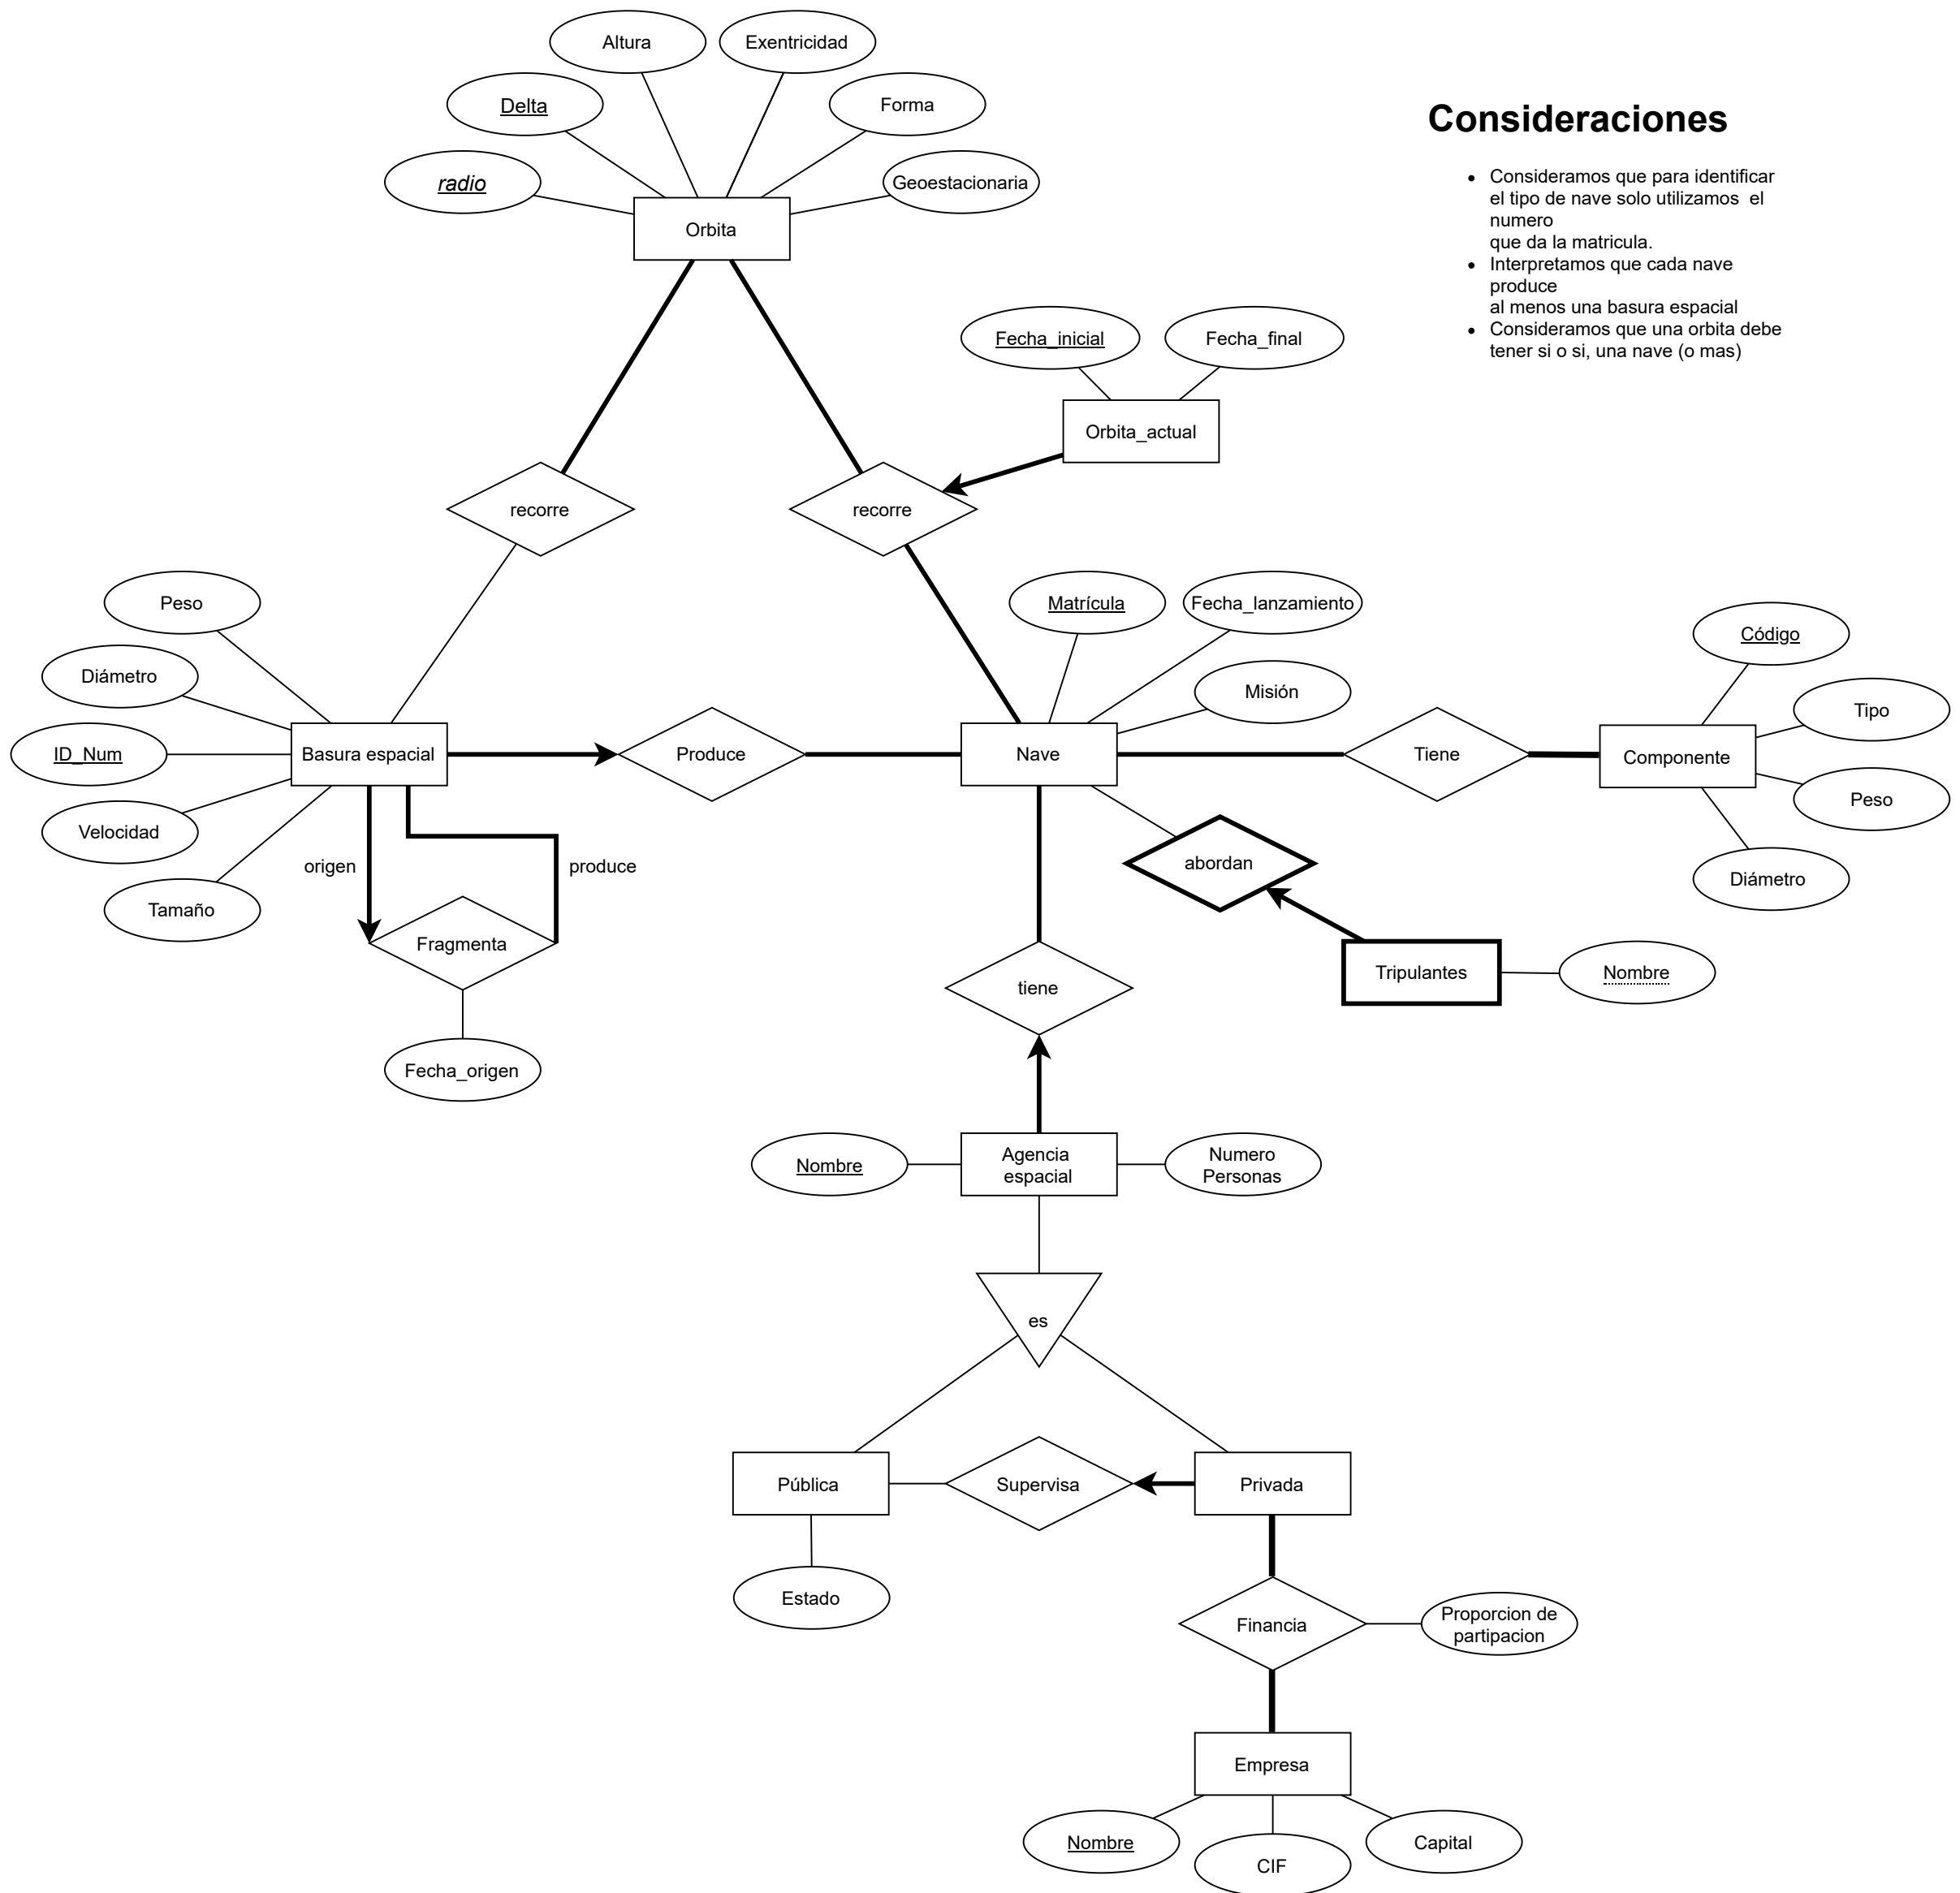 Altura
Exentricidad
Delta
Forma
radio
Geoestacionaria
Orbita
Consideraciones
Consideramos que para identificar
el tipo de nave solo utilizamos  el
numero
que da la matricula.
Interpretamos que cada nave
produce
al menos una basura espacial
Consideramos que una orbita debe
tener si o si, una nave (o mas)
Fecha_inicial
Fecha_final
Orbita_actual
recorre
recorre
Peso
Matrícula
Fecha_lanzamiento
Código
Diámetro
Misión
Tipo
ID_Num
Basura espacial
Produce
Nave
Tiene
Componente
Velocidad
Peso
origen
produce
abordan
Tamaño
Diámetro
Fragmenta
tiene
Tripulantes
Nombre
Fecha_origen
Nombre
Agencia
espacial
Numero
Personas
es
Pública
Supervisa
Privada
Estado
Financia
Proporcion de
partipacion
Empresa
Nombre
CIF
Capital